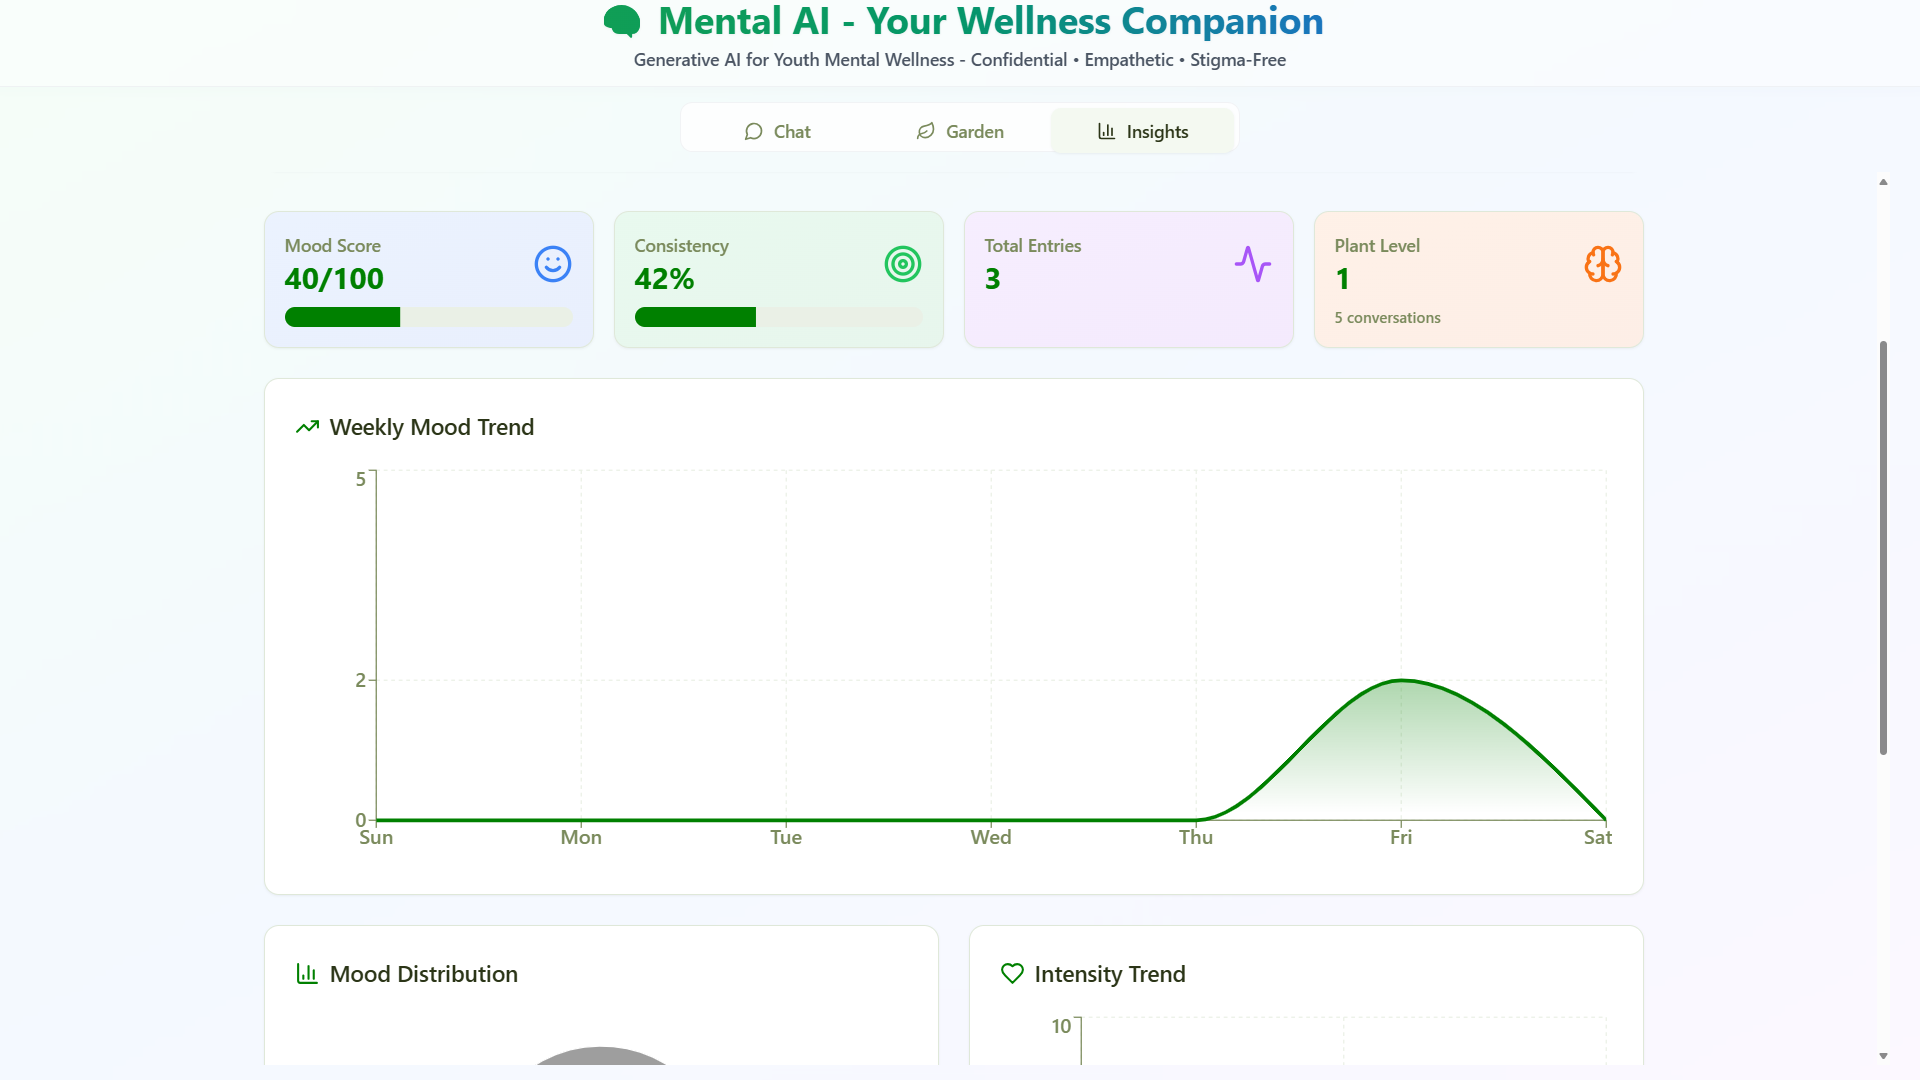 Mental AI - Your Wellness Companion
Generative AI for Youth Mental Wellness - Confidential • Empathetic • Stigma-Free
Chat
Garden
Insights
Mood Score
40/100
Consistency
42%
Total Entries
3
Plant Level
1
5 conversations
Weekly Mood Trend
5
2
0
Sun Mon Tue Wed Thu Fri Sat
Mood Distribution
Intensity Trend
10